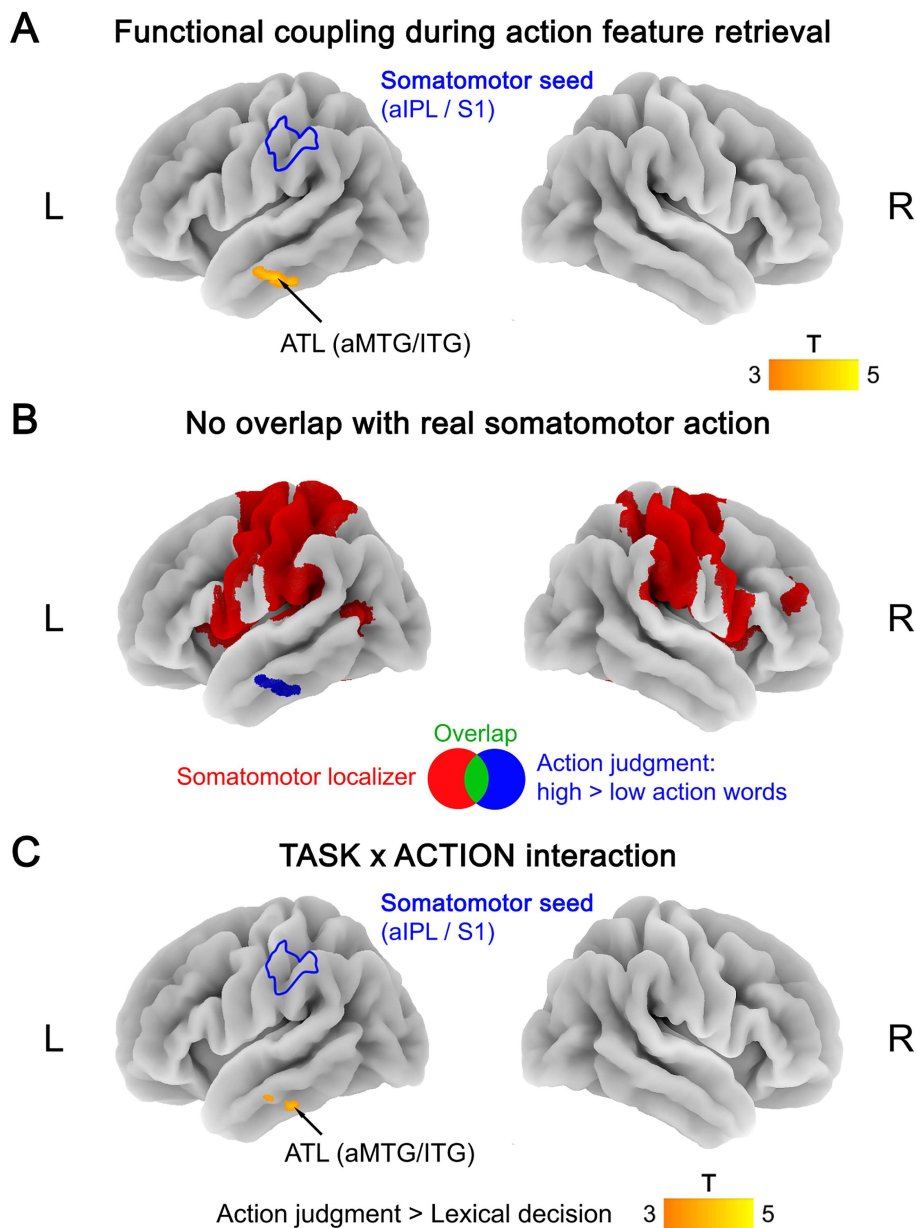 A Functional coupling during action feature retrieval
Somatomotor seed
(aIPL / S1)
L
R
ATL (aMTG/ITG)
T
3 5
B No overlap with real somatomotor action
L
R
Overlap
Somatomotor localizer
Action judgment:
high > low action words
C TASK x ACTION interaction
Somatomotor seed
(aIPL / S1)
L
R
ATL (aMTG/ITG)
T
Action judgment > Lexical decision 3 5